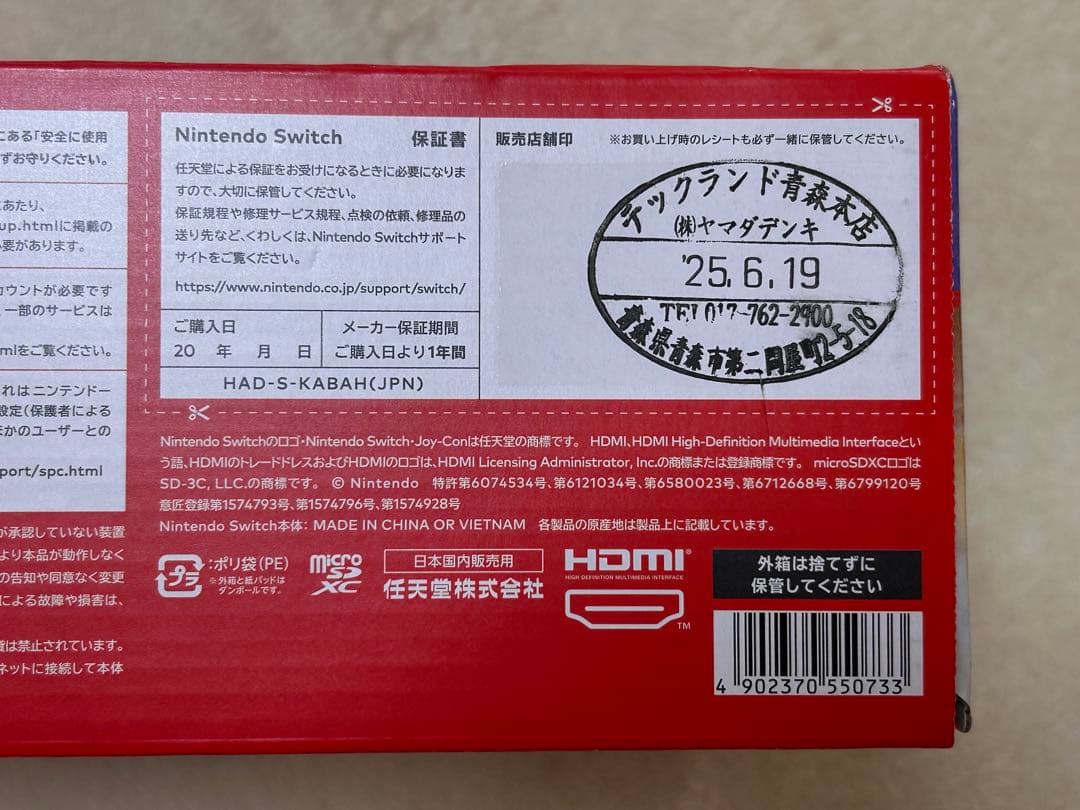 にある「安全に使用
ずお守りください。
にあたり、
up.htmlに掲載の
必要があります。
カウントが必要です
、一部のサービスは
mlをご覧ください。
れは ニンテンドー
設定(保護者による
ほかのユーザーとの
port/spc.html
が承認していない装置
より本品が動作しなく
の告知や同意なく変更
による故障や損害は、
賃は禁止されています。
ネットに接続して本体
Nintendo Switch 保証書
任天堂による保証をお受けになるときに必要になりま
すので、大切に保管してください。
保証規程や修理サービス規程、点検の依頼、修理品の
送り先など、くわしくは、Nintendo Switchサポート
サイトをご覧ください。
https://www.nintendo.co.jp/support/switch/
ご購入日
20 年 月 日
メーカー保証期間
ご購入日より1年間
HAD-S-KABAH(JPN)
販売店舗印 ※お買い上げ時のレシートも必ず一緒に保管してください。
テックランド青森本店
(株)ヤマダデンキ
'25.6.19
TEL017-762-2900
青森県青森市第二問屋町2-5-18
Nintendo Switchのロゴ・Nintendo Switch・Joy-Conは任天堂の商標です。 HDMI、HDMI High-Definition Multimedia Interfaceとい
う語、HDMIのトレードドレスおよびHDMIのロゴは、HDMI Licensing Administrator, Inc.の商標または登録商標です。 microSDXCロゴは
SD-3C, LLC.の商標です。 © Nintendo 特許第6074534号、第6121034号、第6580023号、第6712668号、第6799120号
意匠登録第1574793号、第1574796号、第1574928号
Nintendo Switch本体: MADE IN CHINA OR VIETNAM 各製品の原産地は製品上に記載しています。
プラ
:ポリ袋(PE)
※外箱と紙パッドは
ダンボールです。
micro
SD
XC
日本国内販売用
任天堂株式会社
HDMI®
HIGH DEFINITION MULTIMEDIA INTERFACE
TM
外箱は捨てずに
保管してください
4 902370 550733